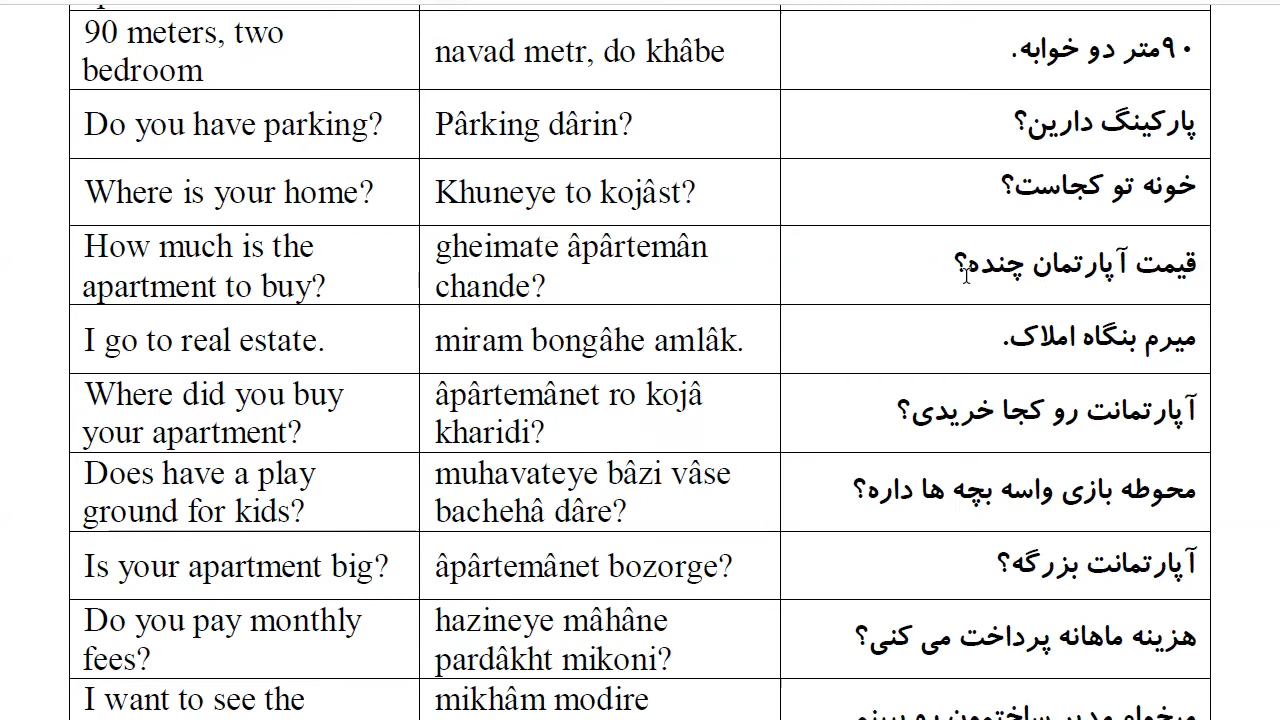 90 meters, two
bedroom
navad metr, do khâbe
۹۰متر دو خوابه.
Do you have parking?
Pârking dârin?
پارکینگ دارین؟
Where is your home?
Khuneye to kojâst?
خونه تو کجاست؟
How much is the
apartment to buy?
gheimate âpârtemân
chande?
قیمت آپارتمان چنده؟
I go to real estate.
miram bongâhe amlâk.
میرم بنگاه املاک.
Where did you buy
your apartment?
âpârtemânet ro kojâ
kharidi?
آپارتمانت رو کجا خریدی؟
Does have a play
ground for kids?
muhavateye bâzi vâse
bachehâ dâre?
محوطه بازی واسه بچه ها داره؟
Is your apartment big?
âpârtemânet bozorge?
آپارتمانت بزرگه؟
Do you pay monthly
fees?
hazineye mâhâne
pardâkht mikoni?
هزینه ماهانه پرداخت می کنی؟
I want to see the
mikhâm modire